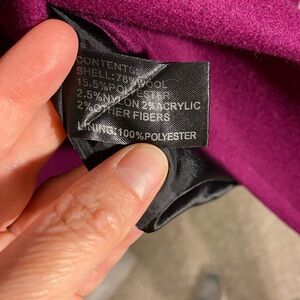 CONTENTS
SHELL: 78% WOOL
15.5% POLYESTER
2.5% NYLON 2% ACRYLIC
2% OTHER FIBERS
LINING: 100% POLYESTER